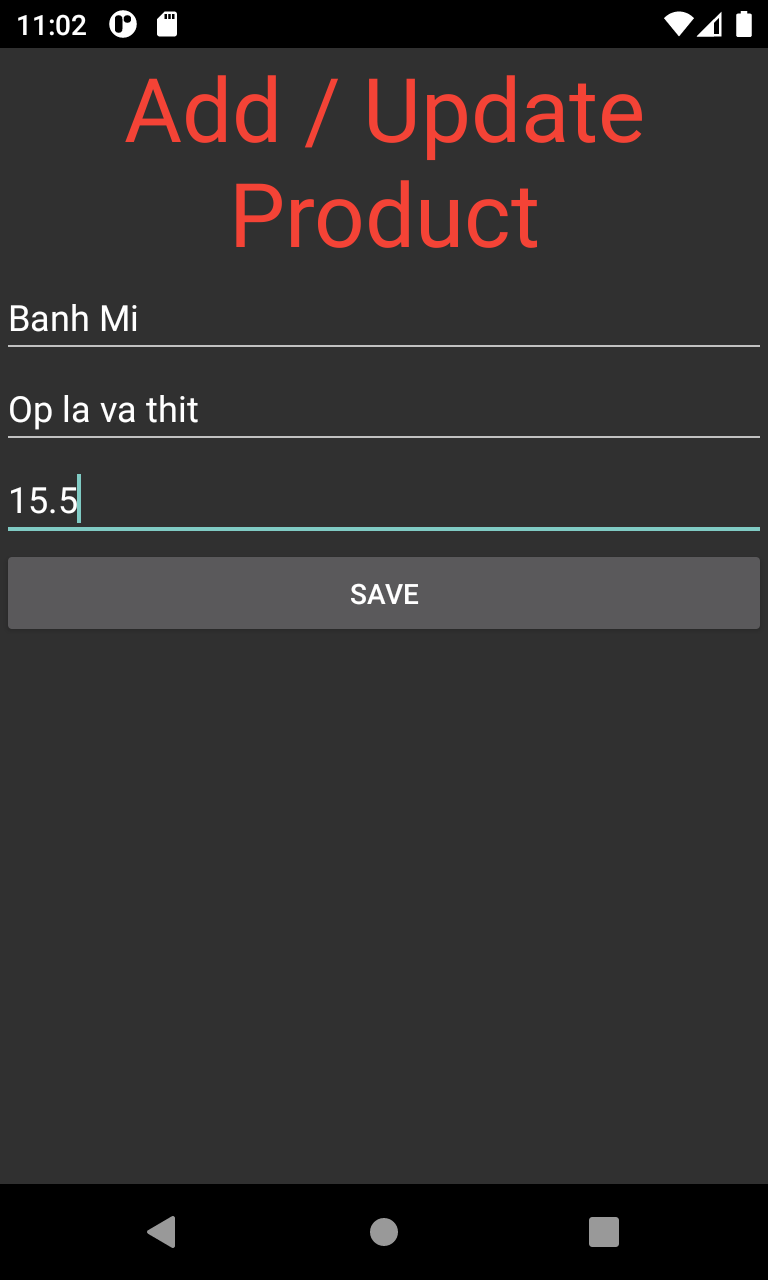 11:02
Add / Update
Product
Banh Mi
Op la va thit
15.5
SAVE